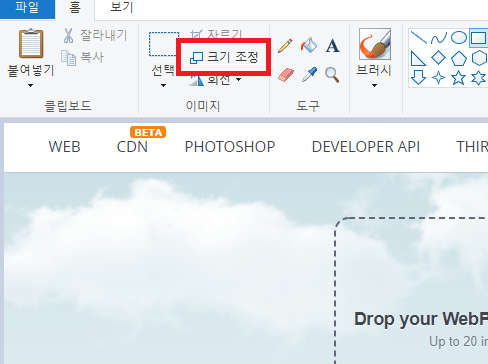 파일 홈 보기
잘라내기 자르기
크기 조정
붙여넣기 복사 선택 회전 브러시
클립보드 이미지 도구
BETA
WEB CDN PHOTOSHOP DEVELOPER API
Drop your
Up to 20